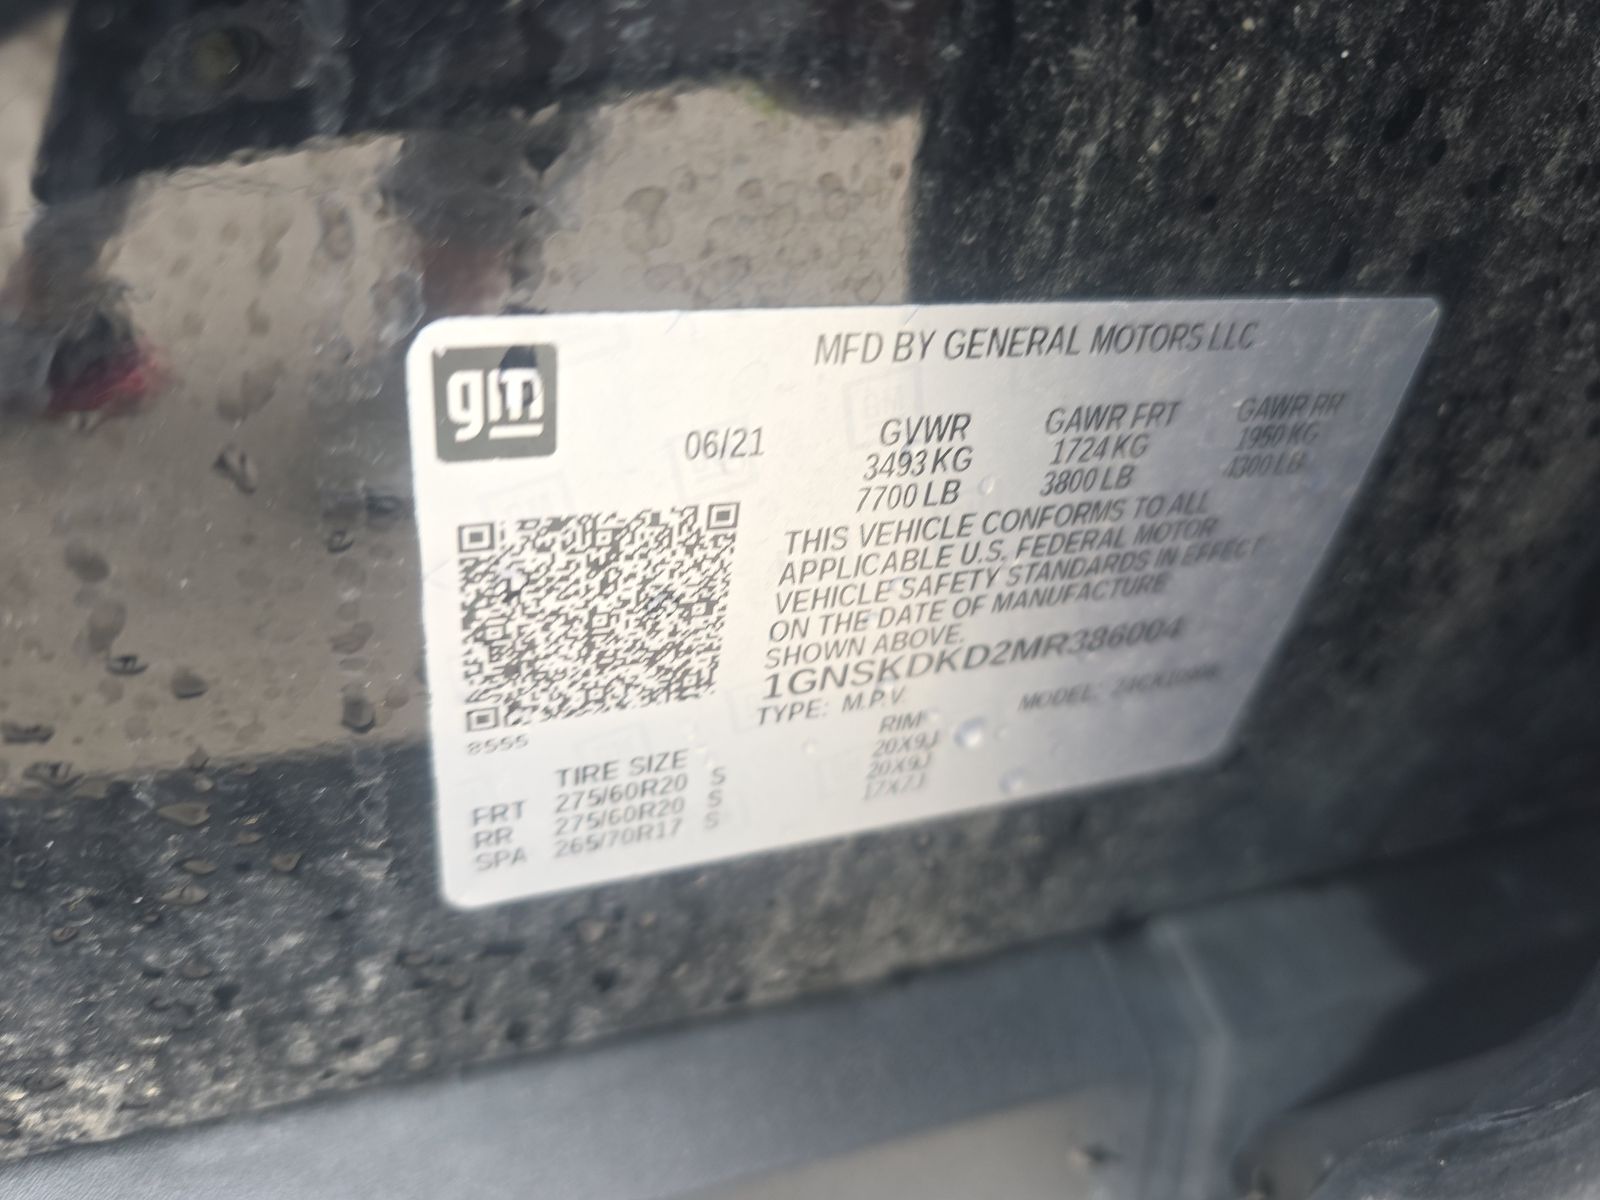 gm
MFD BY GENERAL MOTORS LLC
06/21
GVWR GAWR FRT GAWR RR
3493 KG 1724 KG 1950 KG
7700 LB 3800 LB 4300 LB
THIS VEHICLE CONFORMS TO ALL
APPLICABLE U.S. FEDERAL MOTOR
VEHICLE SAFETY STANDARDS IN EFFECT
ON THE DATE OF MANUFACTURE
SHOWN ABOVE.
1GNSKDKD2MR386004
TYPE: M.P.V. MODEL:
8555
TIRE SIZE RIM
FRT 275/60R20 S 20X9J
RR 275/60R20 S 20X9J
SPA 265/70R17 S 17X7J